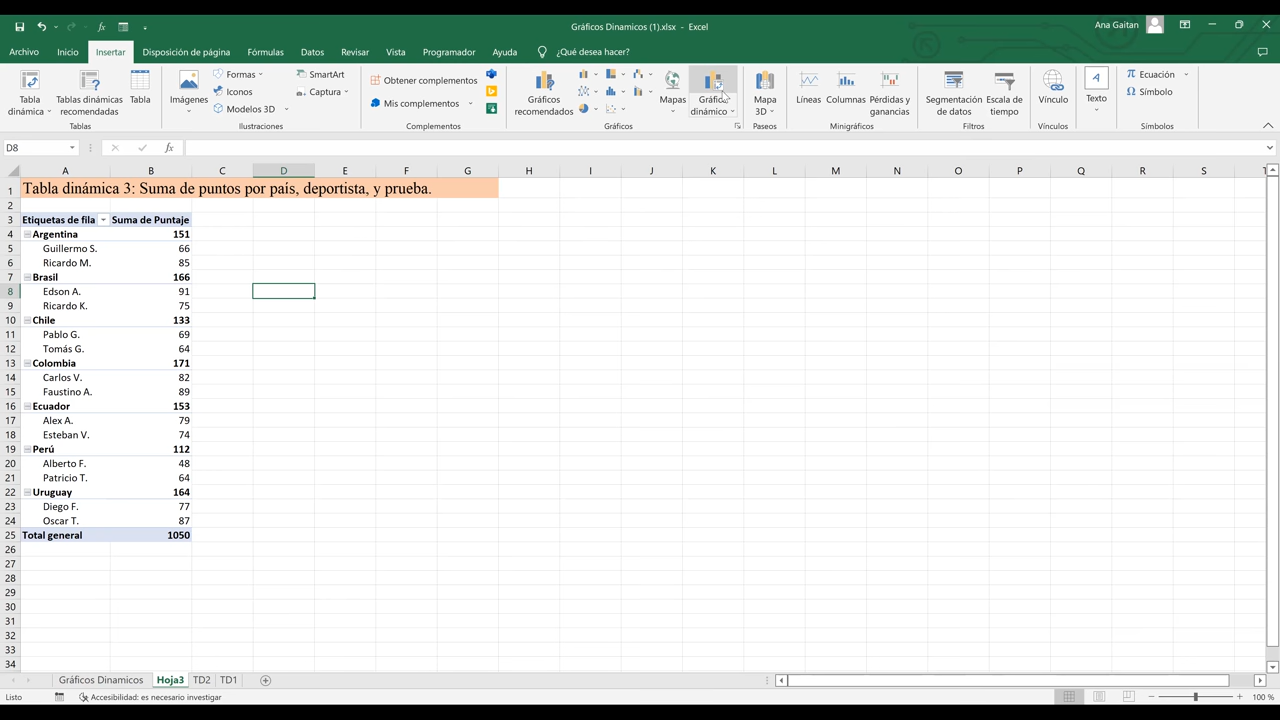 Gráficos Dinamicos (1).xlsx - Excel
Ana Gaitan
Archivo Inicio Insertar Disposición de página Fórmulas Datos Revisar Vista Programador Ayuda ¿Qué desea hacer?
Tabla dinámica
Tablas dinámicas recomendadas
Tabla
Tablas
Imágenes
Formas
Iconos
Modelos 3D
SmartArt
Captura
Ilustraciones
Obtener complementos
Mis complementos
Complementos
Gráficos recomendados
Mapas
Gráfico dinámico
Gráficos
Mapa 3D
Paseos
Líneas
Columnas
Pérdidas y ganancias
Minigráficos
Segmentación de datos
Escala de tiempo
Filtros
Vínculo
Vínculos
Texto
Ecuación
Símbolo
Símbolos
D8 fx
A B C D E F G H I J K L M N O P Q R S T
1 Tabla dinámica 3: Suma de puntos por país, deportista, y prueba.
2
3 Etiquetas de fila Suma de Puntaje
4 Argentina 151
5 Guillermo S. 66
6 Ricardo M. 85
7 Brasil 166
8 Edson A. 91
9 Ricardo K. 75
10 Chile 133
11 Pablo G. 69
12 Tomás G. 64
13 Colombia 171
14 Carlos V. 82
15 Faustino A. 89
16 Ecuador 153
17 Alex A. 79
18 Esteban V. 74
19 Perú 112
20 Alberto F. 48
21 Patricio T. 64
22 Uruguay 164
23 Diego F. 77
24 Oscar T. 87
25 Total general 1050
26
27
28
29
30
31
32
33
34
Gráficos Dinamicos Hoja3 TD2 TD1
Listo Accesibilidad: es necesario investigar 100 %